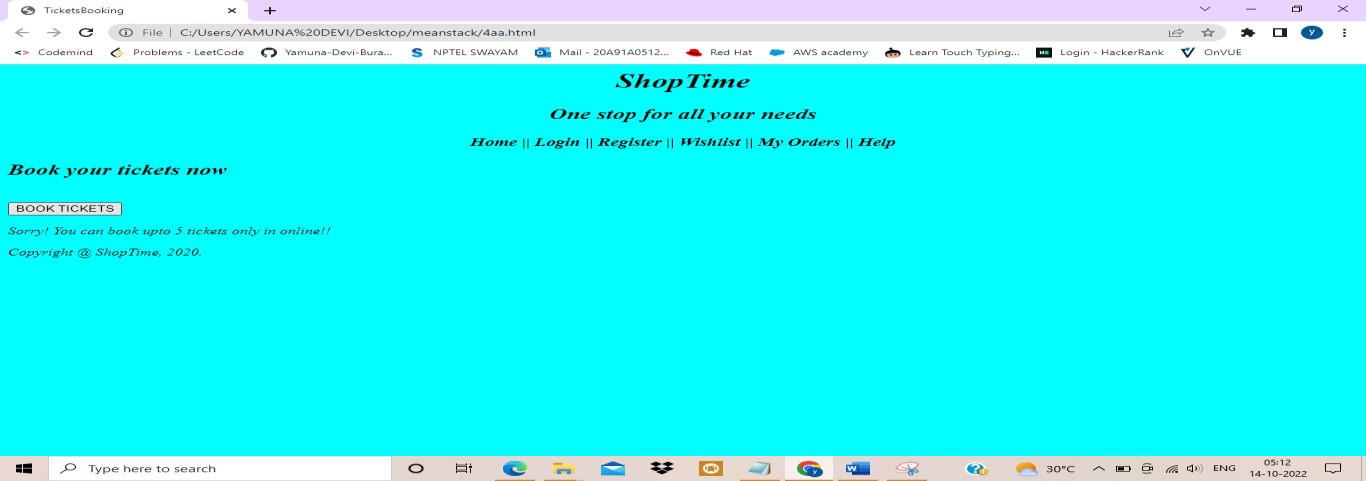 TicketsBooking
File | C:/Users/YAMUNA%20DEVI/Desktop/meanstack/4aa.html
y
Codemind Problems - LeetCode Yamuna-Devi-Bura... NPTEL SWAYAM Mail - 20A91A0512... Red Hat AWS academy Learn Touch Typing... Login - HackerRank OnVUE
ShopTime
One stop for all your needs
Home || Login || Register || Wishlist || My Orders || Help
Book your tickets now
BOOK TICKETS
Sorry! You can book upto 5 tickets only in online!!
Copyright @ ShopTime, 2020.
Type here to search
30°C ENG
05:12
14-10-2022